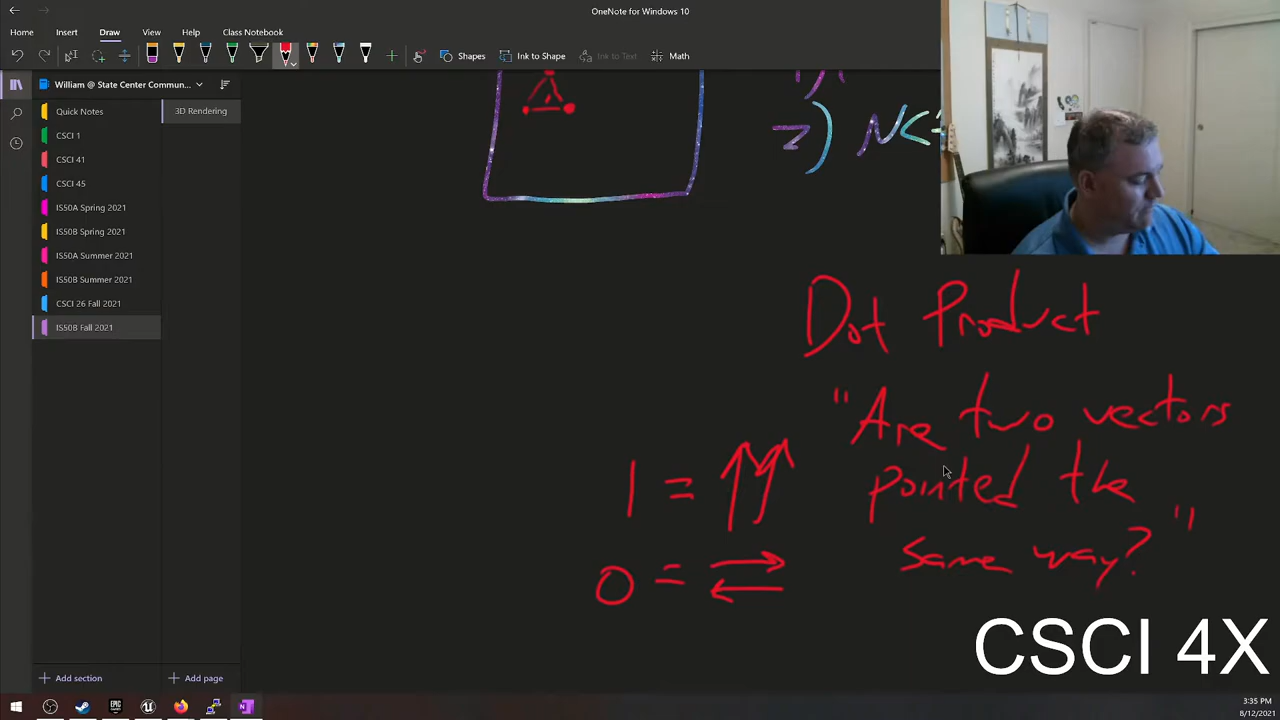 OneNote for Windows 10
Home
Insert
Draw
View
Help
Class Notebook
Shapes
Ink to Shape
Ink to Text
Math
William @ State Center Commun...
Quick Notes
CSCI 1
CSCI 41
CSCI 45
IS50A Spring 2021
IS50B Spring 2021
IS50A Summer 2021
IS50B Summer 2021
CSCI 26 Fall 2021
IS50B Fall 2021
3D Rendering
Dot Product
"Are two vectors
pointed the
same way?"
1 =
0 =
CSCI 4X
Add section
Add page
3:35 PM
8/12/2021